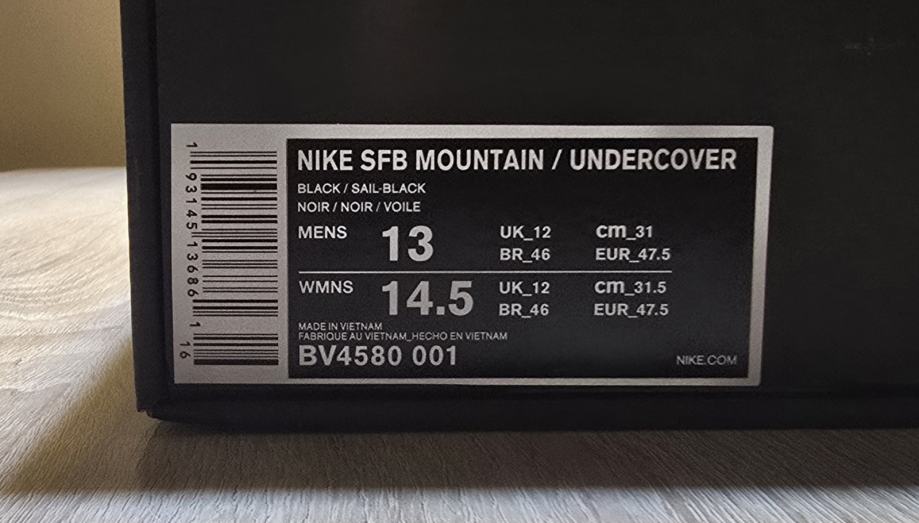 1 93145 13686 1 16
NIKE SFB MOUNTAIN / UNDERCOVER
BLACK / SAIL-BLACK
NOIR / NOIR / VOILE
MENS 13 UK_12 cm_31
BR_46 EUR_47.5
WMNS 14.5 UK_12 cm_31.5
BR_46 EUR_47.5
MADE IN VIETNAM
FABRIQUE AU VIETNAM_HECHO EN VIETNAM
BV4580 001
NIKE.COM